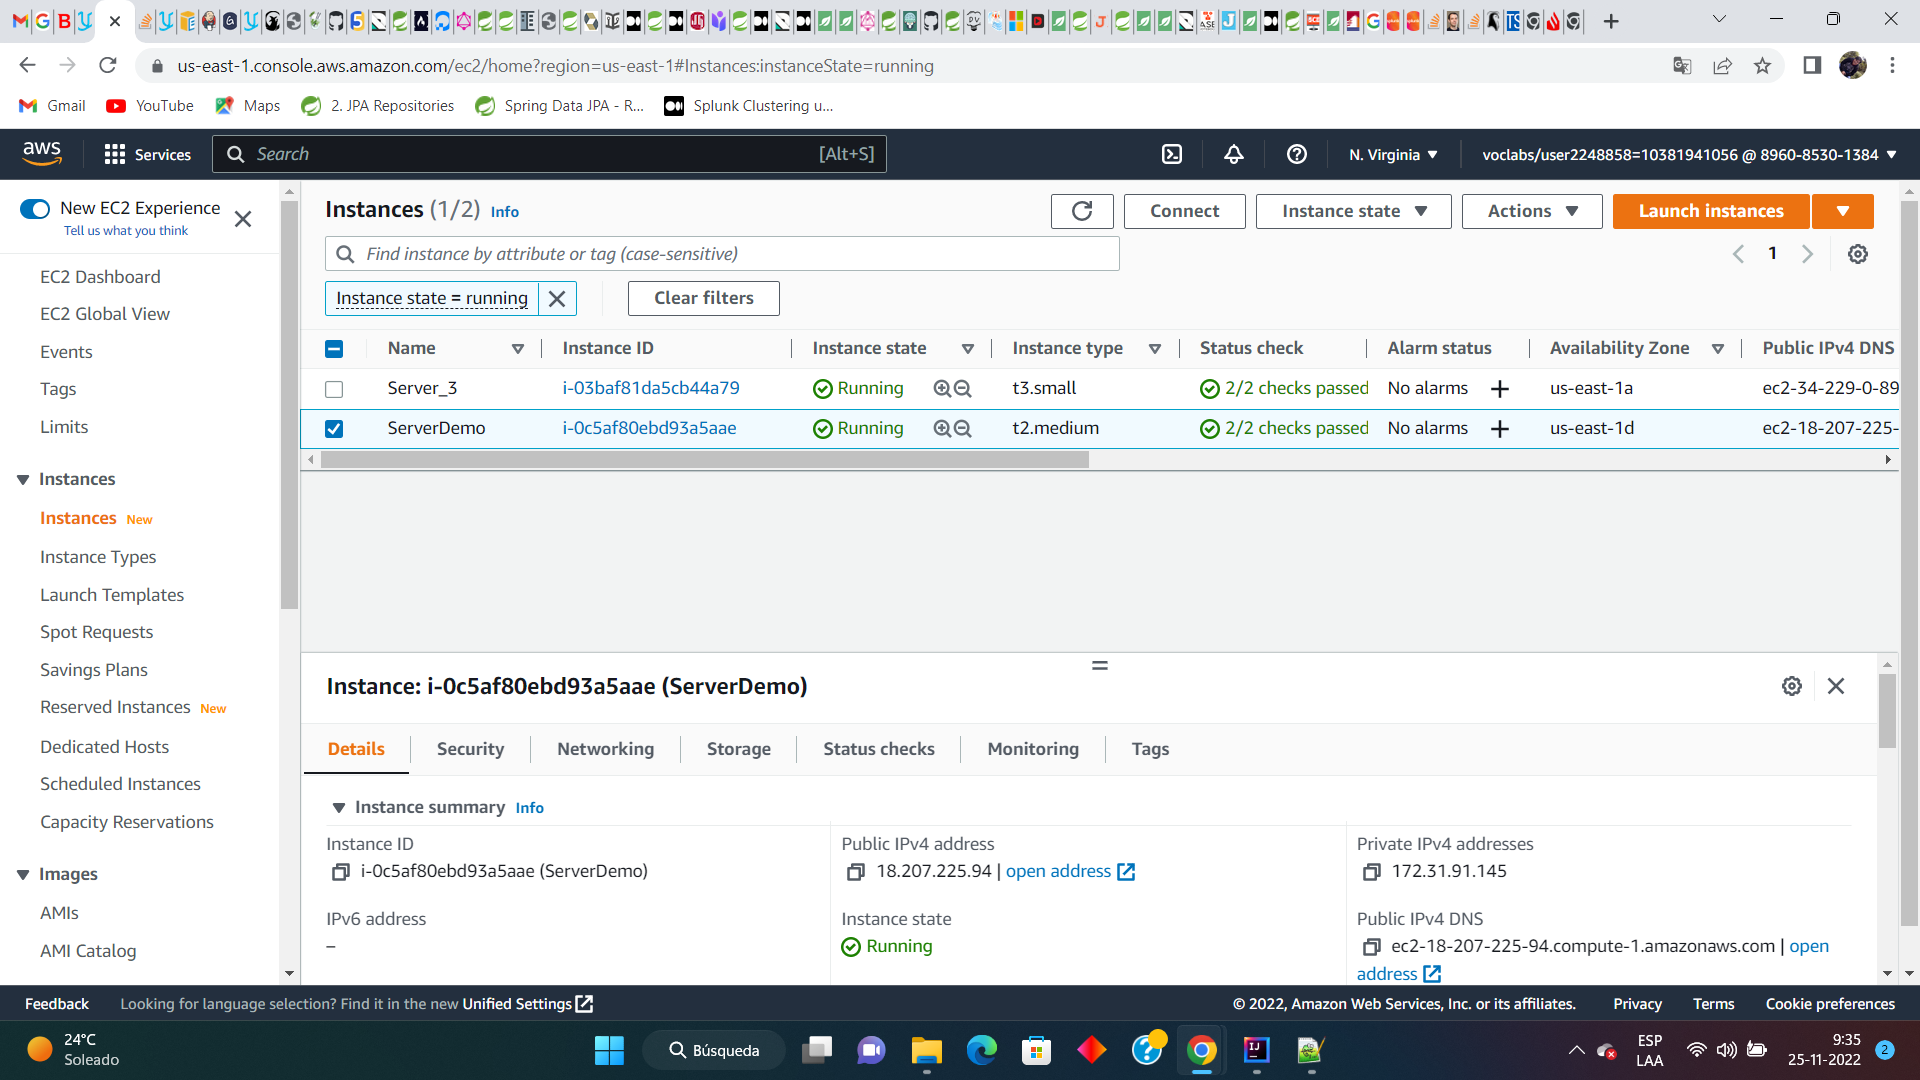 us-east-1.console.aws.amazon.com/ec2/home?region=us-east-1#Instances:instanceState=running
Gmail YouTube Maps 2. JPA Repositories Spring Data JPA - R... Splunk Clustering u...
aws Services Search [Alt+S] N. Virginia voclabs/user2248858=10381941056 @ 8960-8530-1384
New EC2 Experience
Tell us what you think
EC2 Dashboard
EC2 Global View
Events
Tags
Limits
Instances
Instances New
Instance Types
Launch Templates
Spot Requests
Savings Plans
Reserved Instances New
Dedicated Hosts
Scheduled Instances
Capacity Reservations
Images
AMIs
AMI Catalog
Instances (1/2) Info Connect Instance state Actions Launch instances
Find instance by attribute or tag (case-sensitive) 1
Instance state = running Clear filters
Name Instance ID Instance state Instance type Status check Alarm status Availability Zone Public IPv4 DNS
Server_3 i-03baf81da5cb44a79 Running t3.small 2/2 checks passed No alarms us-east-1a ec2-34-229-0-89
ServerDemo i-0c5af80ebd93a5aae Running t2.medium 2/2 checks passed No alarms us-east-1d ec2-18-207-225-
Instance: i-0c5af80ebd93a5aae (ServerDemo)
Details Security Networking Storage Status checks Monitoring Tags
Instance summary Info
Instance ID
i-0c5af80ebd93a5aae (ServerDemo)
Public IPv4 address
18.207.225.94 | open address
Private IPv4 addresses
172.31.91.145
IPv6 address
–
Instance state
Running
Public IPv4 DNS
ec2-18-207-225-94.compute-1.amazonaws.com | open
address
Feedback Looking for language selection? Find it in the new Unified Settings © 2022, Amazon Web Services, Inc. or its affiliates. Privacy Terms Cookie preferences
24°C
Soleado
Búsqueda
ESP
LAA
9:35
25-11-2022
2